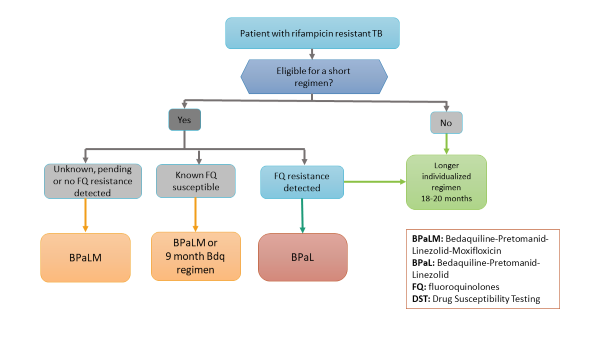 Patient with rifampicin resistant TB
Eligible for a short
regimen?
Yes
No
Unknown, pending
or no FQ resistance
detected
Known FQ
susceptible
FQ resistance
detected
Longer
individualized
regimen
18-20 months
BPaLM
BPaLM or
9 month Bdq
regimen
BPaL
BPaLM: Bedaquiline-Pretomanid-
Linezolid-Moxifloxicin
BPaL: Bedaquiline-Pretomanid-
Linezolid
FQ: fluoroquinolones
DST: Drug Susceptibility Testing